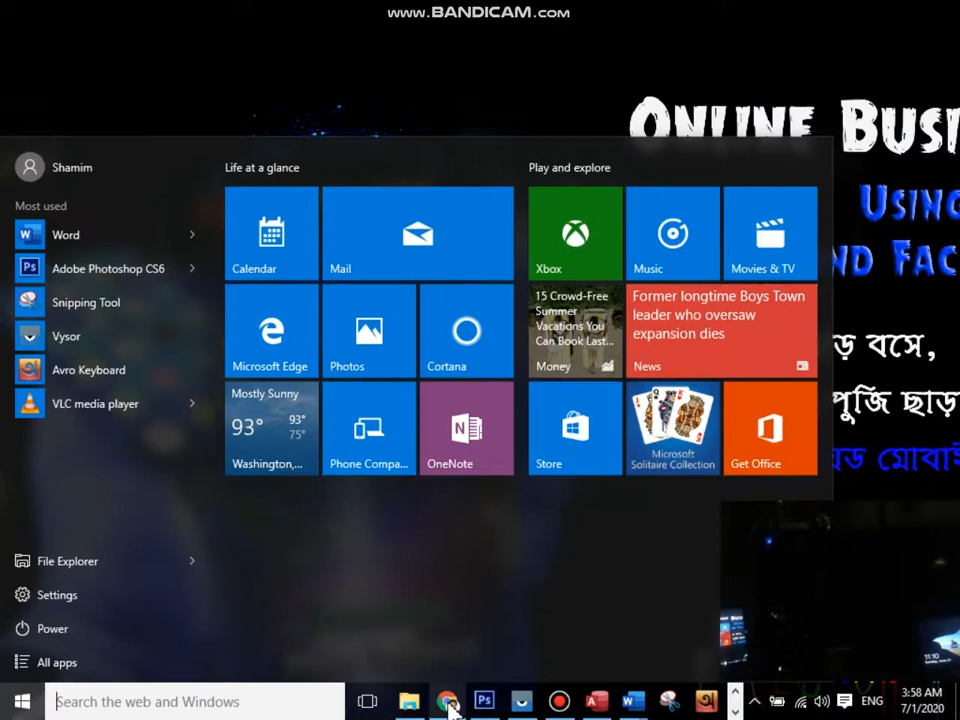 www.BANDICAM.com
ONLINE BUSI
USING
ND FAC
ড় বসে,
পুজি ছাড়
য়ড মোবাই
Shamim
Most used
Word
Adobe Photoshop CS6
Snipping Tool
Vysor
Avro Keyboard
VLC media player
File Explorer
Settings
Power
All apps
Life at a glance
Calendar
Mail
Microsoft Edge
Photos
Cortana
Mostly Sunny
93°
93°
75°
Washington,...
Phone Compa...
OneNote
Play and explore
Xbox
Music
Movies & TV
15 Crowd-Free
Summer
Vacations You
Can Book Last...
Money
Former longtime Boys Town
leader who oversaw
expansion dies
News
Store
Microsoft
Solitaire Collection
Get Office
11:10
Search the web and Windows
ENG
3:58 AM
7/1/2020